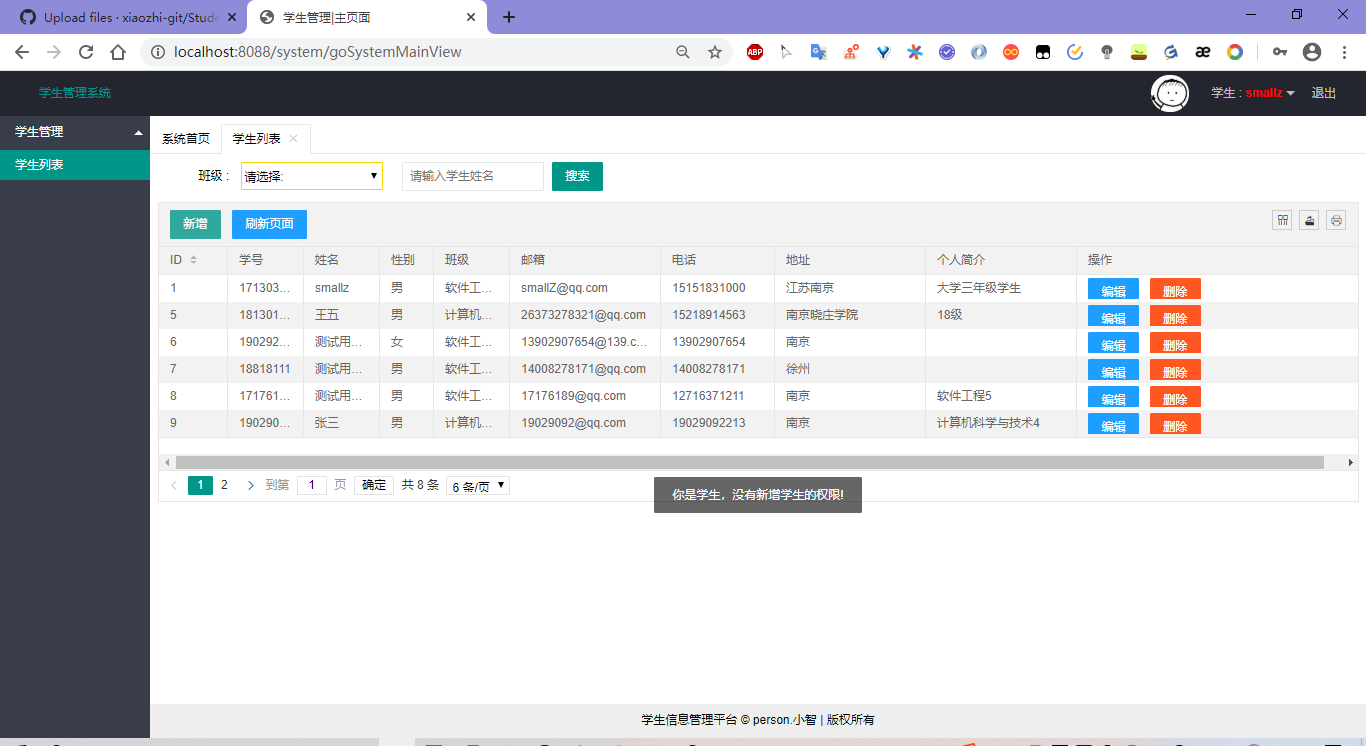 Upload files · xiaozhi-git/Stude
学生管理|主页面
localhost:8088/system/goSystemMainView
ABP
学生管理系统
学生 : smallz
退出
学生管理
学生列表
系统首页
学生列表
班级 :
请选择:
请输入学生姓名
搜索
新增
刷新页面
ID 学号 姓名 性别 班级 邮箱 电话 地址 个人简介 操作
1 171303... smallz 男 软件工... smallZ@qq.com 15151831000 江苏南京 大学三年级学生 编辑 删除
5 181301... 王五 男 计算机... 26373278321@qq.com 15218914563 南京晓庄学院 18级 编辑 删除
6 190292... 测试用... 女 软件工... 13902907654@139.c... 13902907654 南京 编辑 删除
7 18818111 测试用... 男 软件工... 14008278171@qq.com 14008278171 徐州 编辑 删除
8 171761... 测试用... 男 软件工... 17176189@qq.com 12716371211 南京 软件工程5 编辑 删除
9 190290... 张三 男 计算机... 19029092@qq.com 19029092213 南京 计算机科学与技术4 编辑 删除
1 2 到第 1 页 确定 共 8 条 6 条/页
你是学生，没有新增学生的权限!
学生信息管理平台 © person.小智 | 版权所有